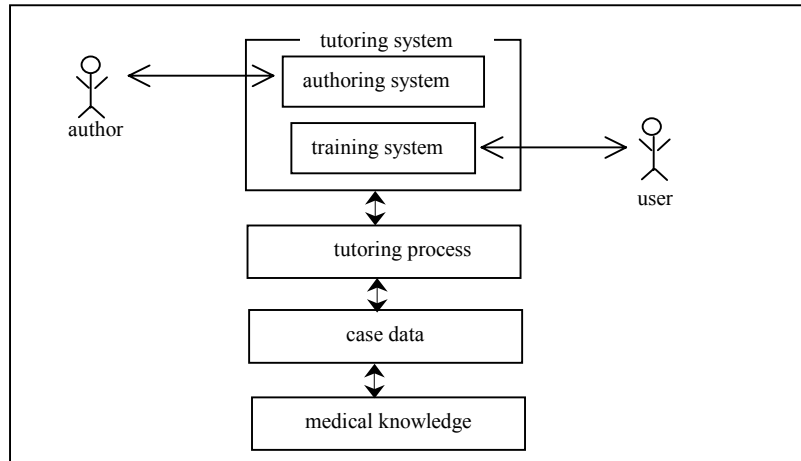 tutoring system
authoring system
author
training system
user
tutoring process
case data
medical knowledge